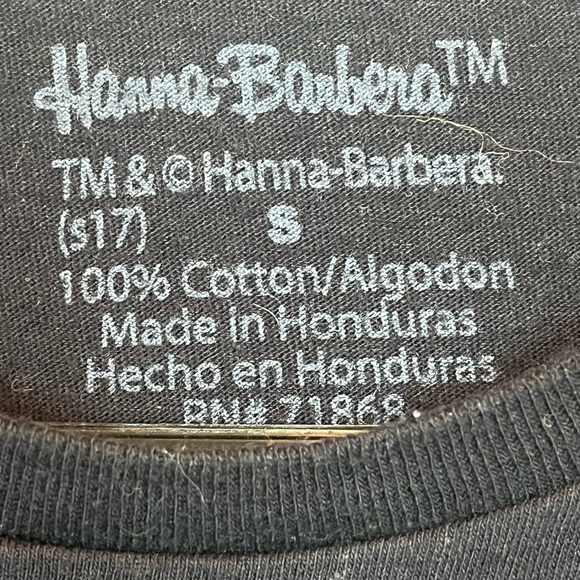 Hanna-Barbera™
TM & © Hanna-Barbera.
(s17) S
100% Cotton/Algodon
Made in Honduras
Hecho en Honduras
RN# 71868